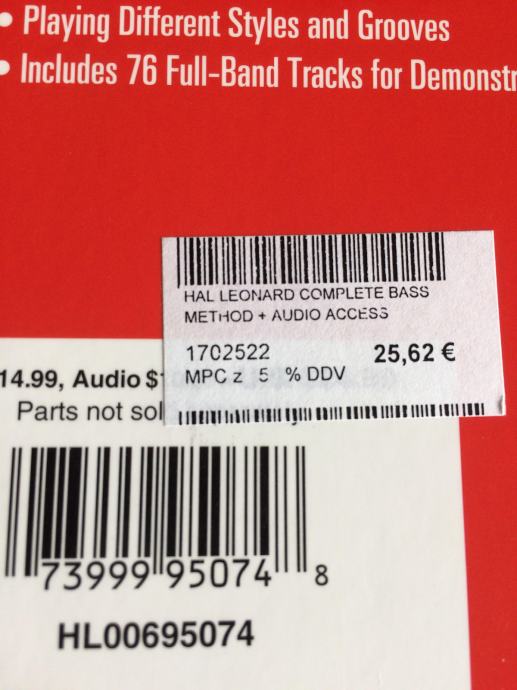 • Playing Different Styles and Grooves
• Includes 76 Full-Band Tracks for Demonstr
HAL LEONARD COMPLETE BASS
METHOD + AUDIO ACCESS
1702522 25,62 €
MPC z 5 % DDV
14.99, Audio $
Parts not sol
73999 95074 8
HL00695074